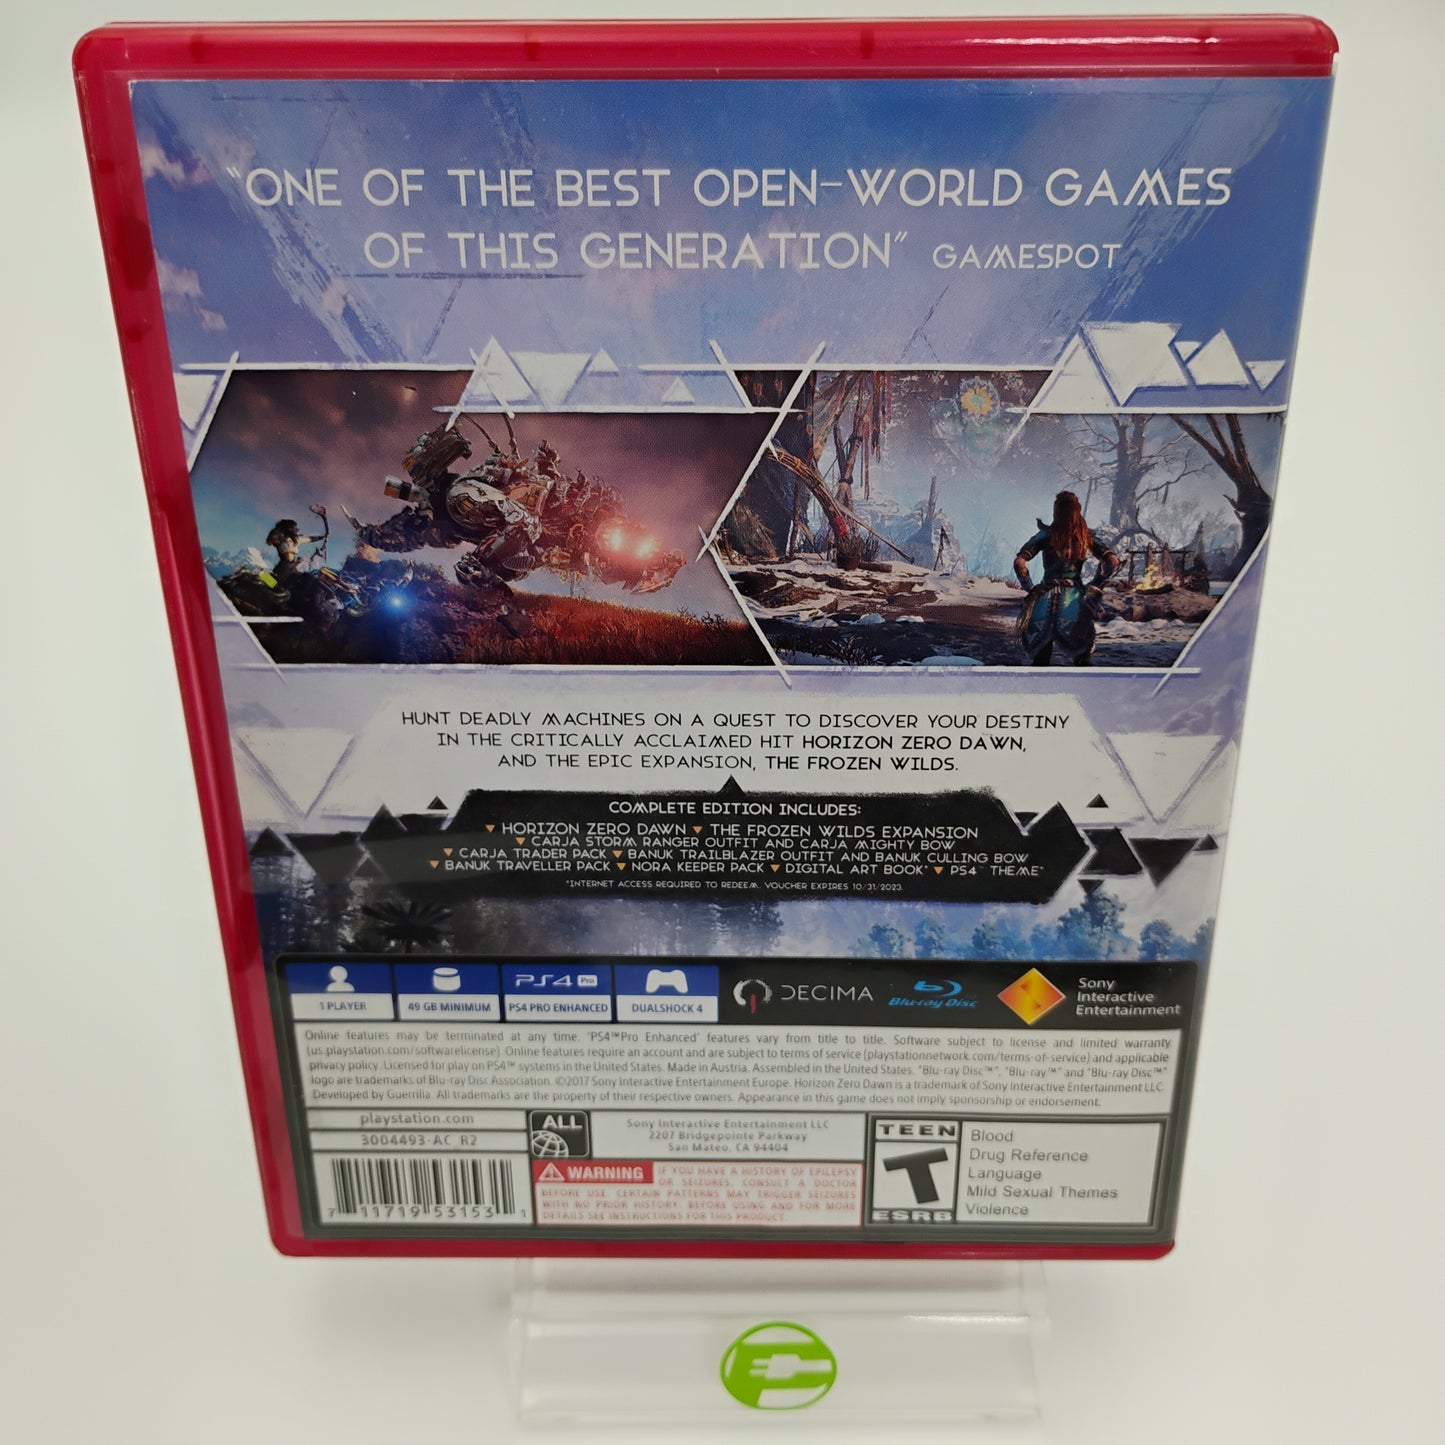 "ONE OF THE BEST OPEN-WORLD GAMES
OF THIS GENERATION" GAMESPOT
HUNT DEADLY MACHINES ON A QUEST TO DISCOVER YOUR DESTINY
IN THE CRITICALLY ACCLAIMED HIT HORIZON ZERO DAWN,
AND THE EPIC EXPANSION, THE FROZEN WILDS.
COMPLETE EDITION INCLUDES:
▼ HORIZON ZERO DAWN ▼ THE FROZEN WILDS EXPANSION
▼ CARJA STORM RANGER OUTFIT AND CARJA MIGHTY BOW
▼ CARJA TRADER PACK ▼ BANUK TRAILBLAZER OUTFIT AND BANUK CULLING BOW
▼ BANUK TRAVELLER PACK ▼ NORA KEEPER PACK ▼ DIGITAL ART BOOK* ▼ PS4™ THEME*
*INTERNET ACCESS REQUIRED TO REDEEM. VOUCHER EXPIRES 10/31/2023.
PS4 Pro
1 PLAYER
49 GB MINIMUM
PS4 PRO ENHANCED
DUALSHOCK 4
DECIMA
Blu-ray Disc
Sony
Interactive
Entertainment
Online features may be terminated at any time. "PS4™Pro Enhanced" features vary from title to title. Software subject to license and limited warranty
(us.playstation.com/softwarelicense). Online features require an account and are subject to terms of service (playstationnetwork.com/terms-of-service) and applicable
privacy policy. Licensed for play on PS4™ systems in the United States. Made in Austria. Assembled in the United States. "Blu-ray Disc™", "Blu-ray™" and "Blu-ray Disc™"
logo are trademarks of Blu-ray Disc Association. ©2017 Sony Interactive Entertainment Europe. Horizon Zero Dawn is a trademark of Sony Interactive Entertainment LLC.
Developed by Guerrilla. All trademarks are the property of their respective owners. Appearance in this game does not imply sponsorship or endorsement.
playstation.com
3004493-AC_R2
7 11719 53153 1
ALL
Sony Interactive Entertainment LLC
2207 Bridgepointe Parkway
San Mateo, CA 94404
WARNING IF YOU HAVE A HISTORY OF EPILEPSY
OR SEIZURES, CONSULT A DOCTOR
BEFORE USE. CERTAIN PATTERNS MAY TRIGGER SEIZURES
WITH NO PRIOR HISTORY. BEFORE USING AND FOR MORE
DETAILS SEE INSTRUCTIONS FOR THIS PRODUCT.
TEEN
T
ESRB
Blood
Drug Reference
Language
Mild Sexual Themes
Violence